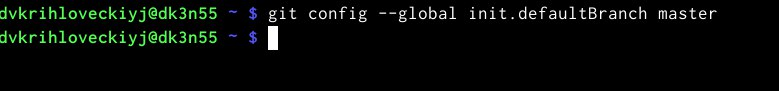 dvkrihloveckiyj@dk3n55 ~ $ git config --global init.defaultBranch master
dvkrihloveckiyj@dk3n55 ~ $